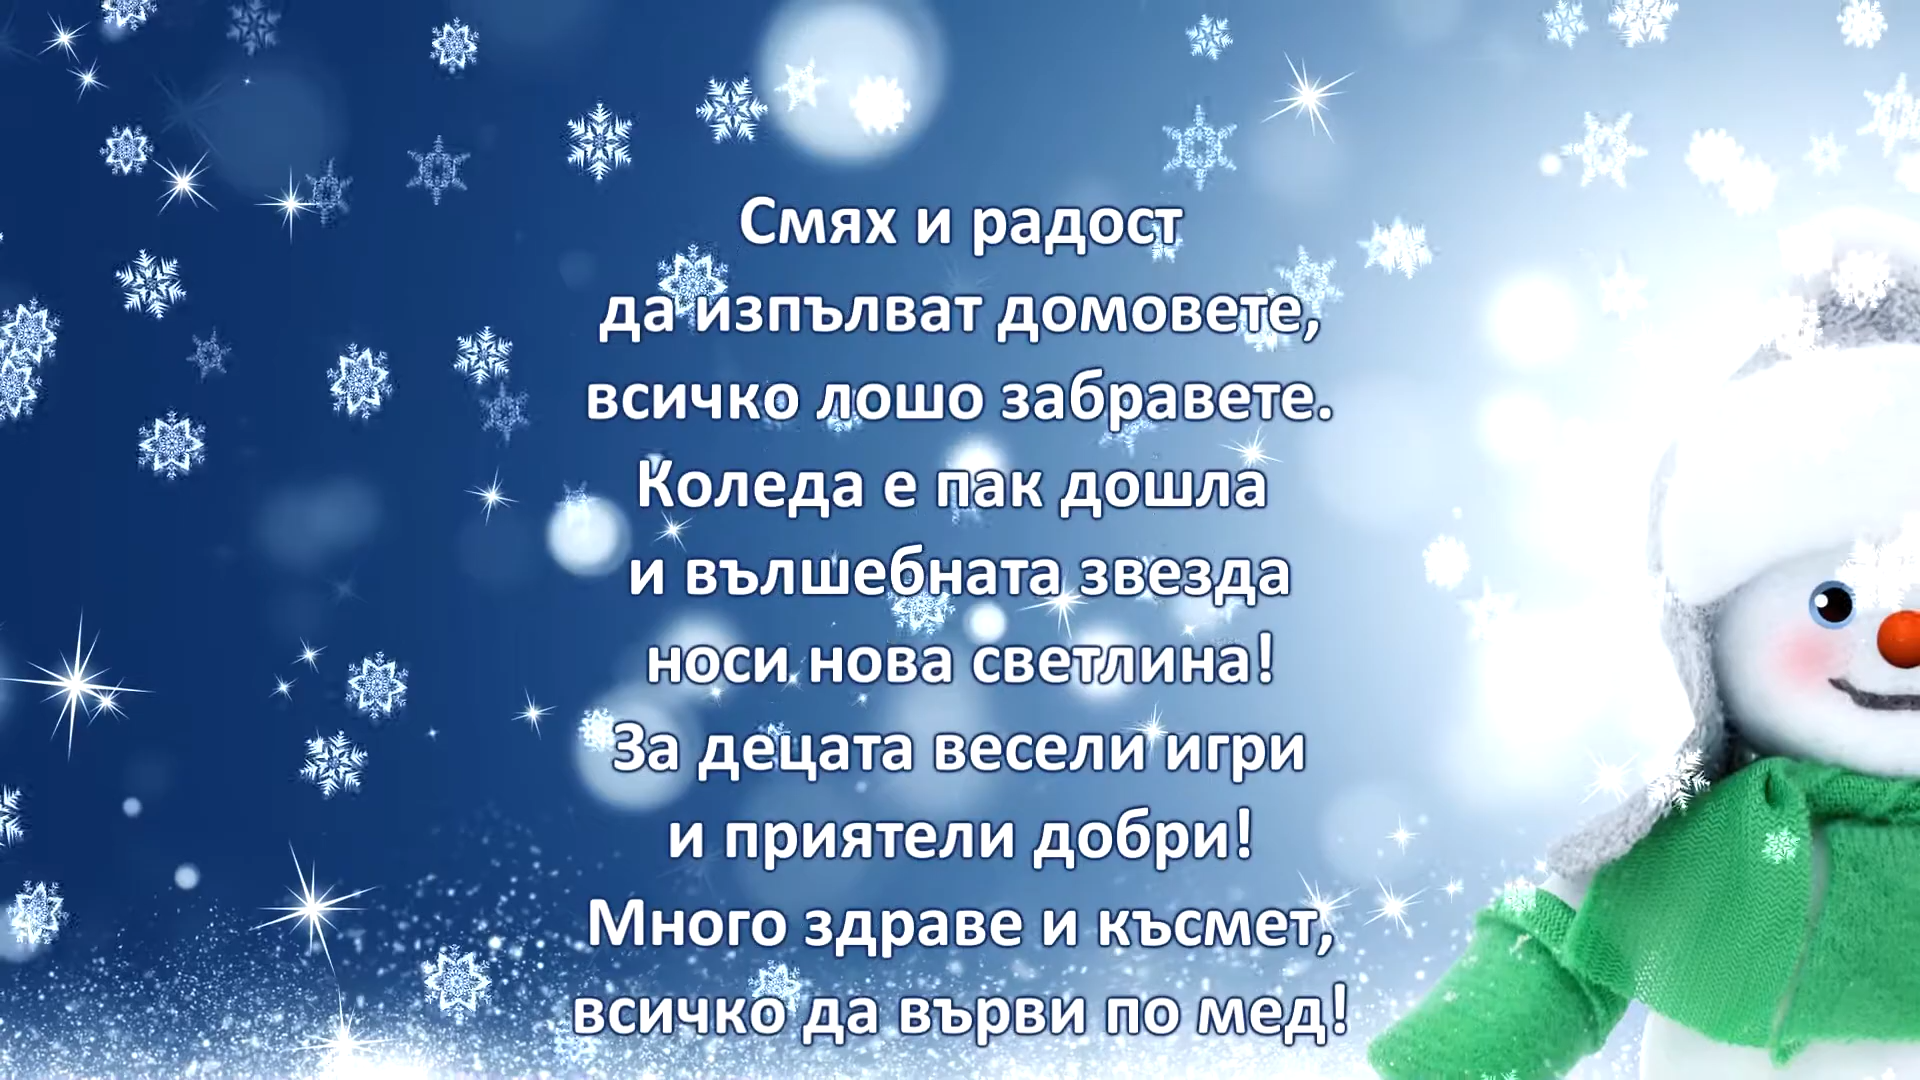 Смях и радост
да изпълват домовете,
всичко лошо забравете.
Коледа е пак дошла
и вълшебната звезда
носи нова светлина!
За децата весели игри
и приятели добри!
Много здраве и късмет,
всичко да върви по мед!